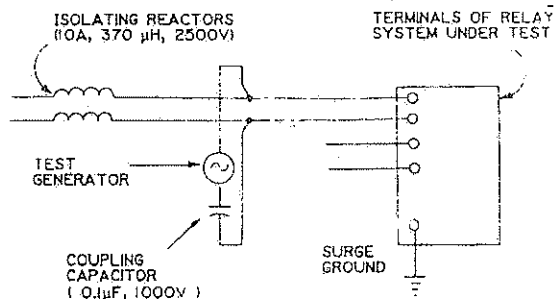 ISOLATING REACTORS
(10A, 370 μH, 2500V)
TERMINALS OF RELAY
SYSTEM UNDER TEST
TEST
GENERATOR
COUPLING
CAPACITOR
( 0.1μF, 1000V )
SURGE
GROUND